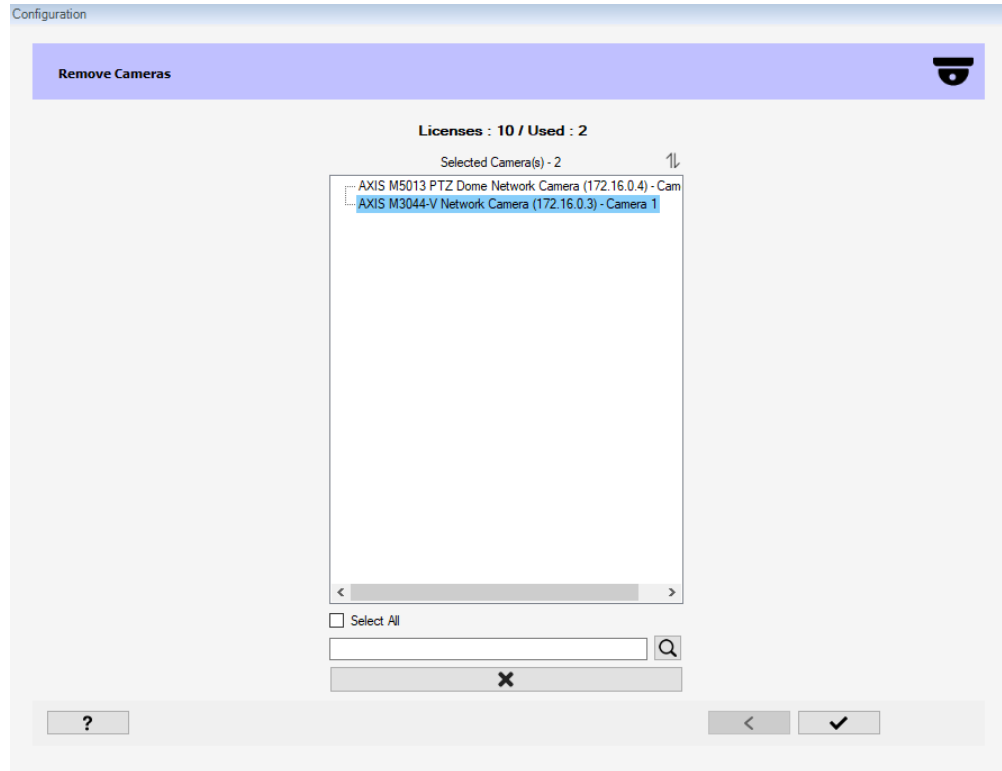 Configuration
Remove Cameras
Licenses : 10 / Used : 2
Selected Camera(s) - 2
AXIS M5013 PTZ Dome Network Camera (172.16.0.4) - Cam
AXIS M3044-V Network Camera (172.16.0.3) - Camera 1
Select All
?